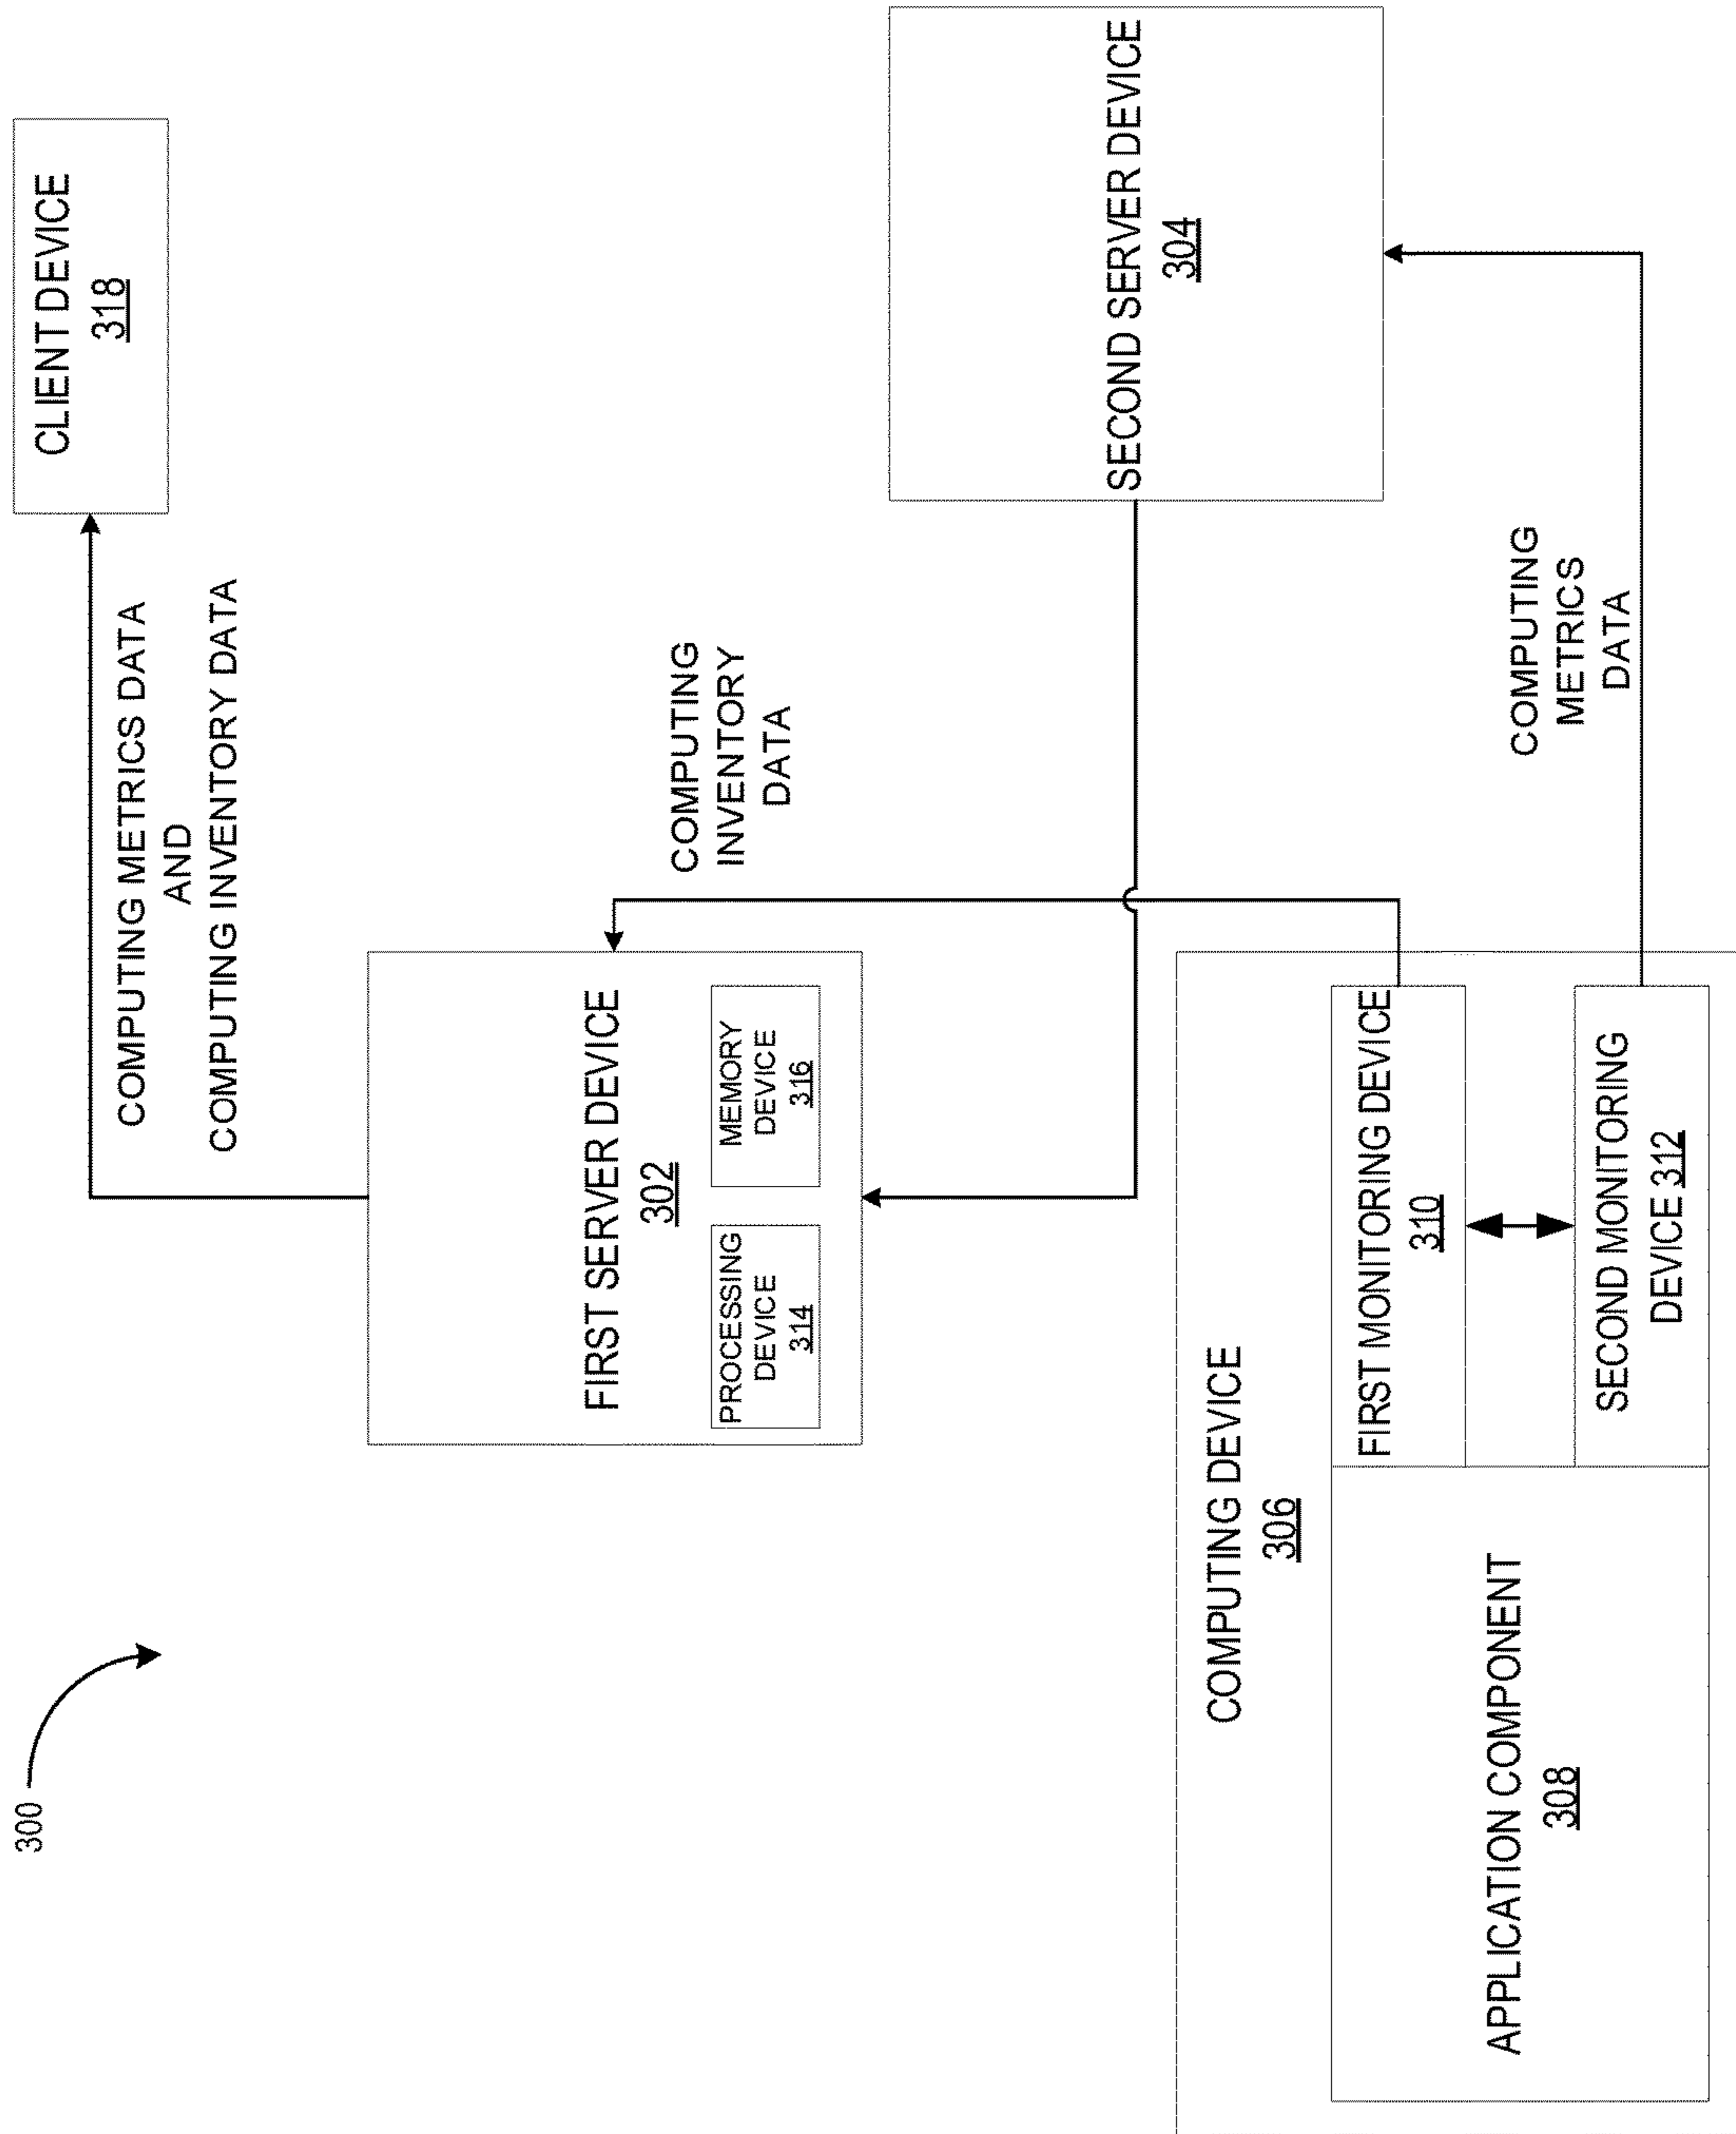 300
CLIENT DEVICE
318
COMPUTING METRICS DATA
AND
COMPUTING INVENTORY DATA
FIRST SERVER DEVICE
302
PROCESSING
DEVICE
314
MEMORY
DEVICE
316
COMPUTING
INVENTORY
DATA
SECOND SERVER DEVICE
304
COMPUTING DEVICE
306
APPLICATION COMPONENT
308
FIRST MONITORING DEVICE
310
SECOND MONITORING
DEVICE 312
COMPUTING
METRICS
DATA